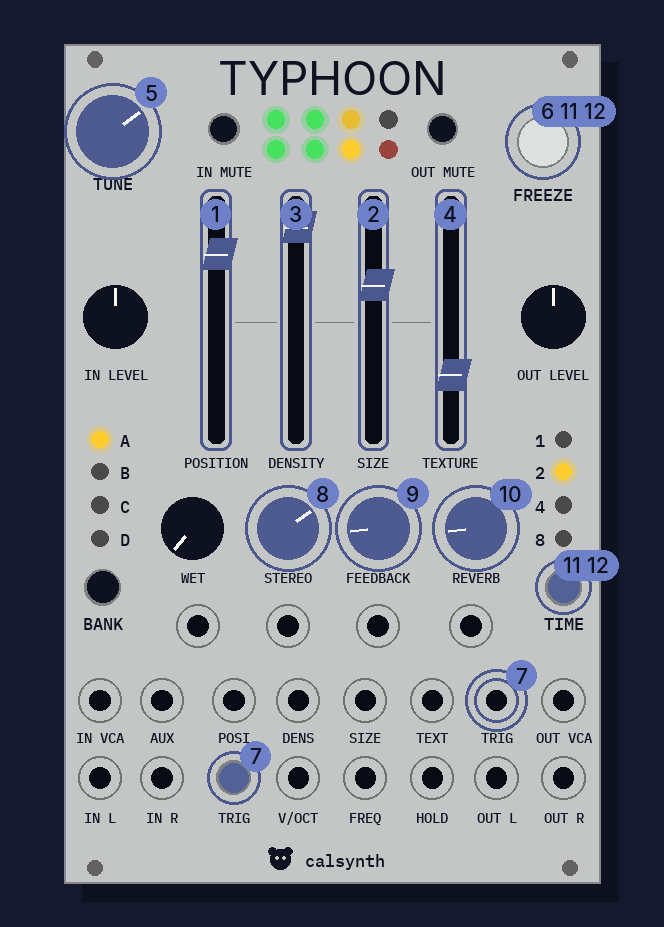 TYPHOON
5
6 11 12
TUNE
IN MUTE
OUT MUTE
FREEZE
1
3
2
4
IN LEVEL
OUT LEVEL
A
B
C
D
1
2
4
8
POSITION
DENSITY
SIZE
TEXTURE
8
9
10
WET
STEREO
FEEDBACK
REVERB
11 12
BANK
TIME
7
IN VCA
AUX
POSI
DENS
SIZE
TEXT
TRIG
OUT VCA
7
IN L
IN R
TRIG
V/OCT
FREQ
HOLD
OUT L
OUT R
calsynth